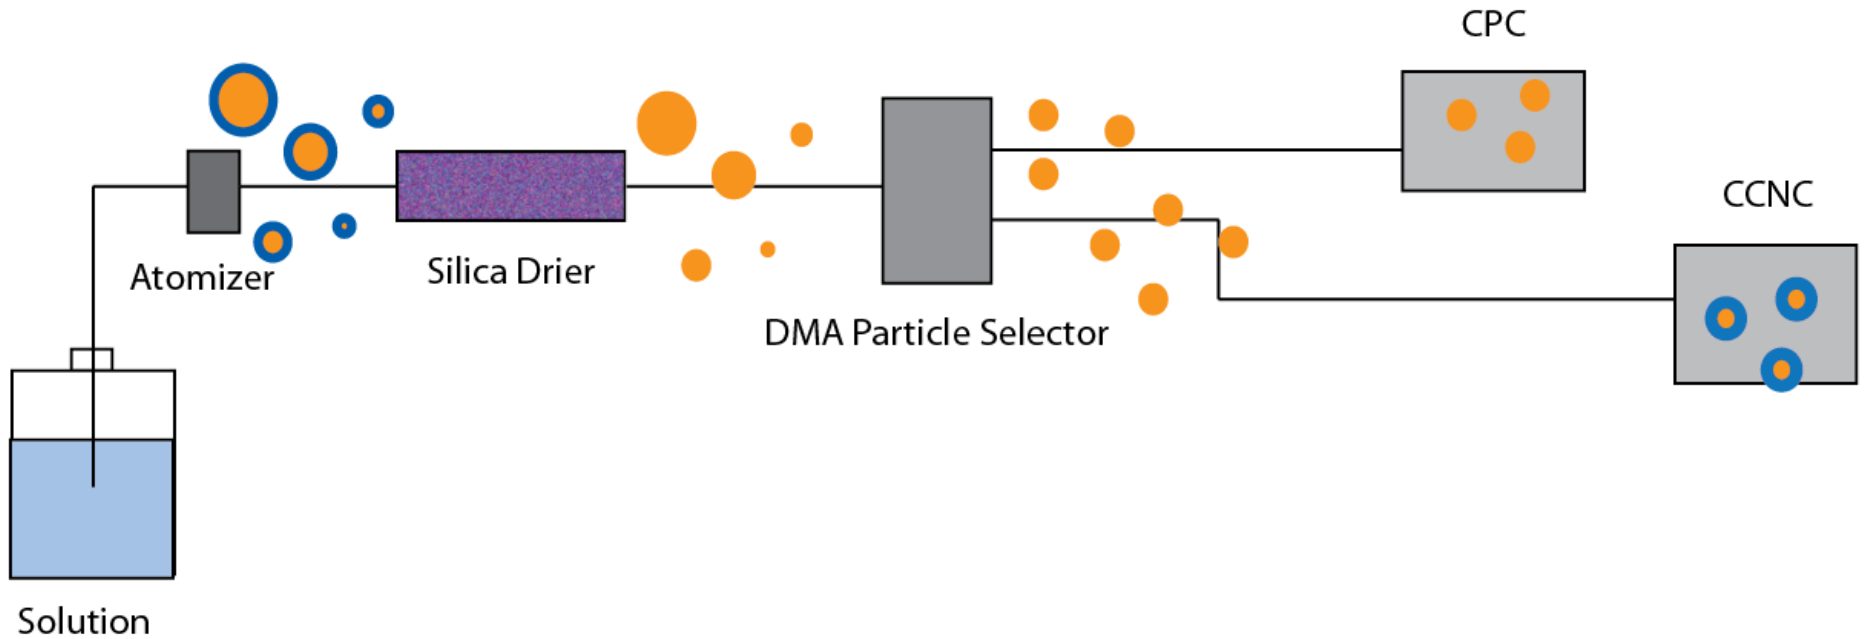 CPC
CCNC
Atomizer
Silica Drier
DMA Particle Selector
Solution